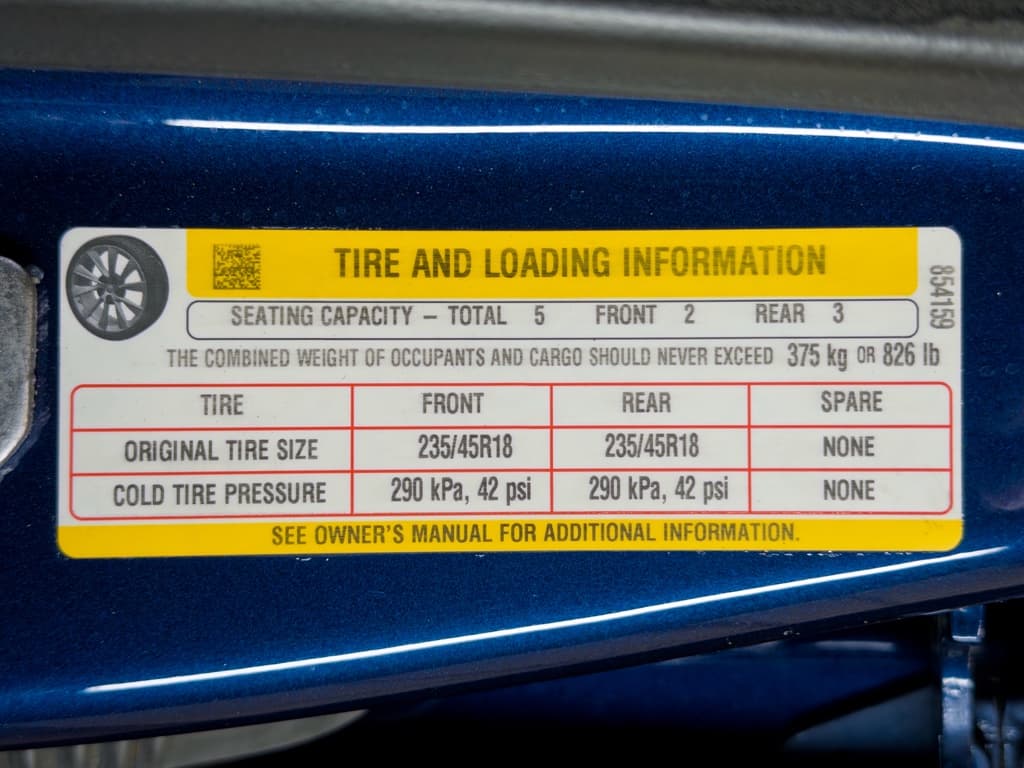 TIRE AND LOADING INFORMATION
854159
SEATING CAPACITY – TOTAL 5 FRONT 2 REAR 3
THE COMBINED WEIGHT OF OCCUPANTS AND CARGO SHOULD NEVER EXCEED 375 kg OR 826 lb
TIRE FRONT REAR SPARE
ORIGINAL TIRE SIZE 235/45R18 235/45R18 NONE
COLD TIRE PRESSURE 290 kPa, 42 psi 290 kPa, 42 psi NONE
SEE OWNER'S MANUAL FOR ADDITIONAL INFORMATION.